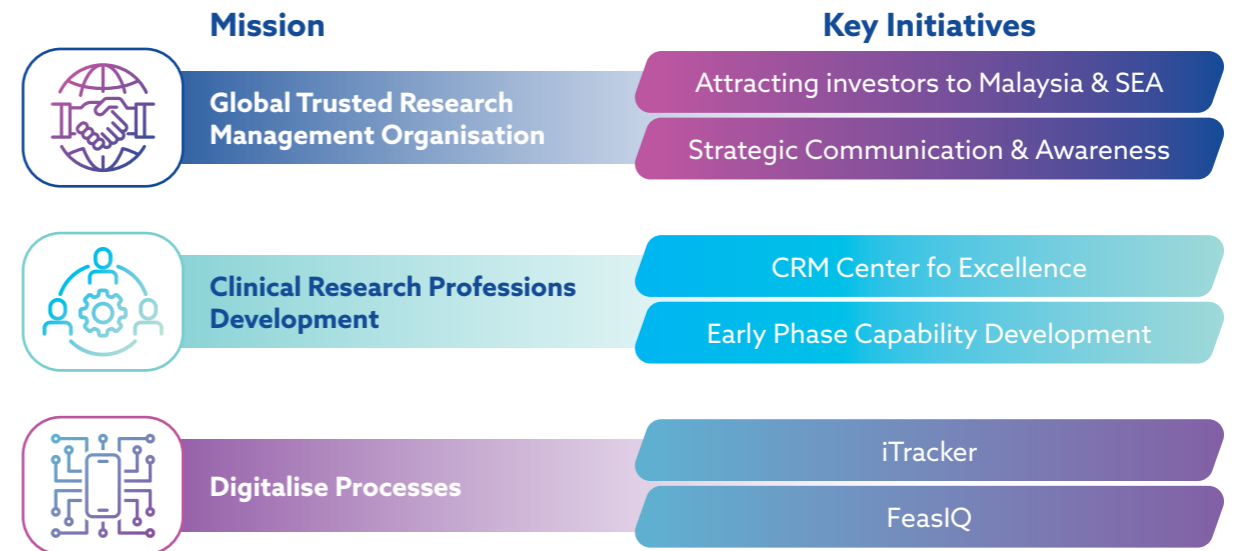 Mission
Key Initiatives
Global Trusted Research
Management Organisation
Attracting investors to Malaysia & SEA
Strategic Communication & Awareness
Clinical Research Professions
Development
CRM Center fo Excellence
Early Phase Capability Development
Digitalise Processes
iTracker
FeasIQ